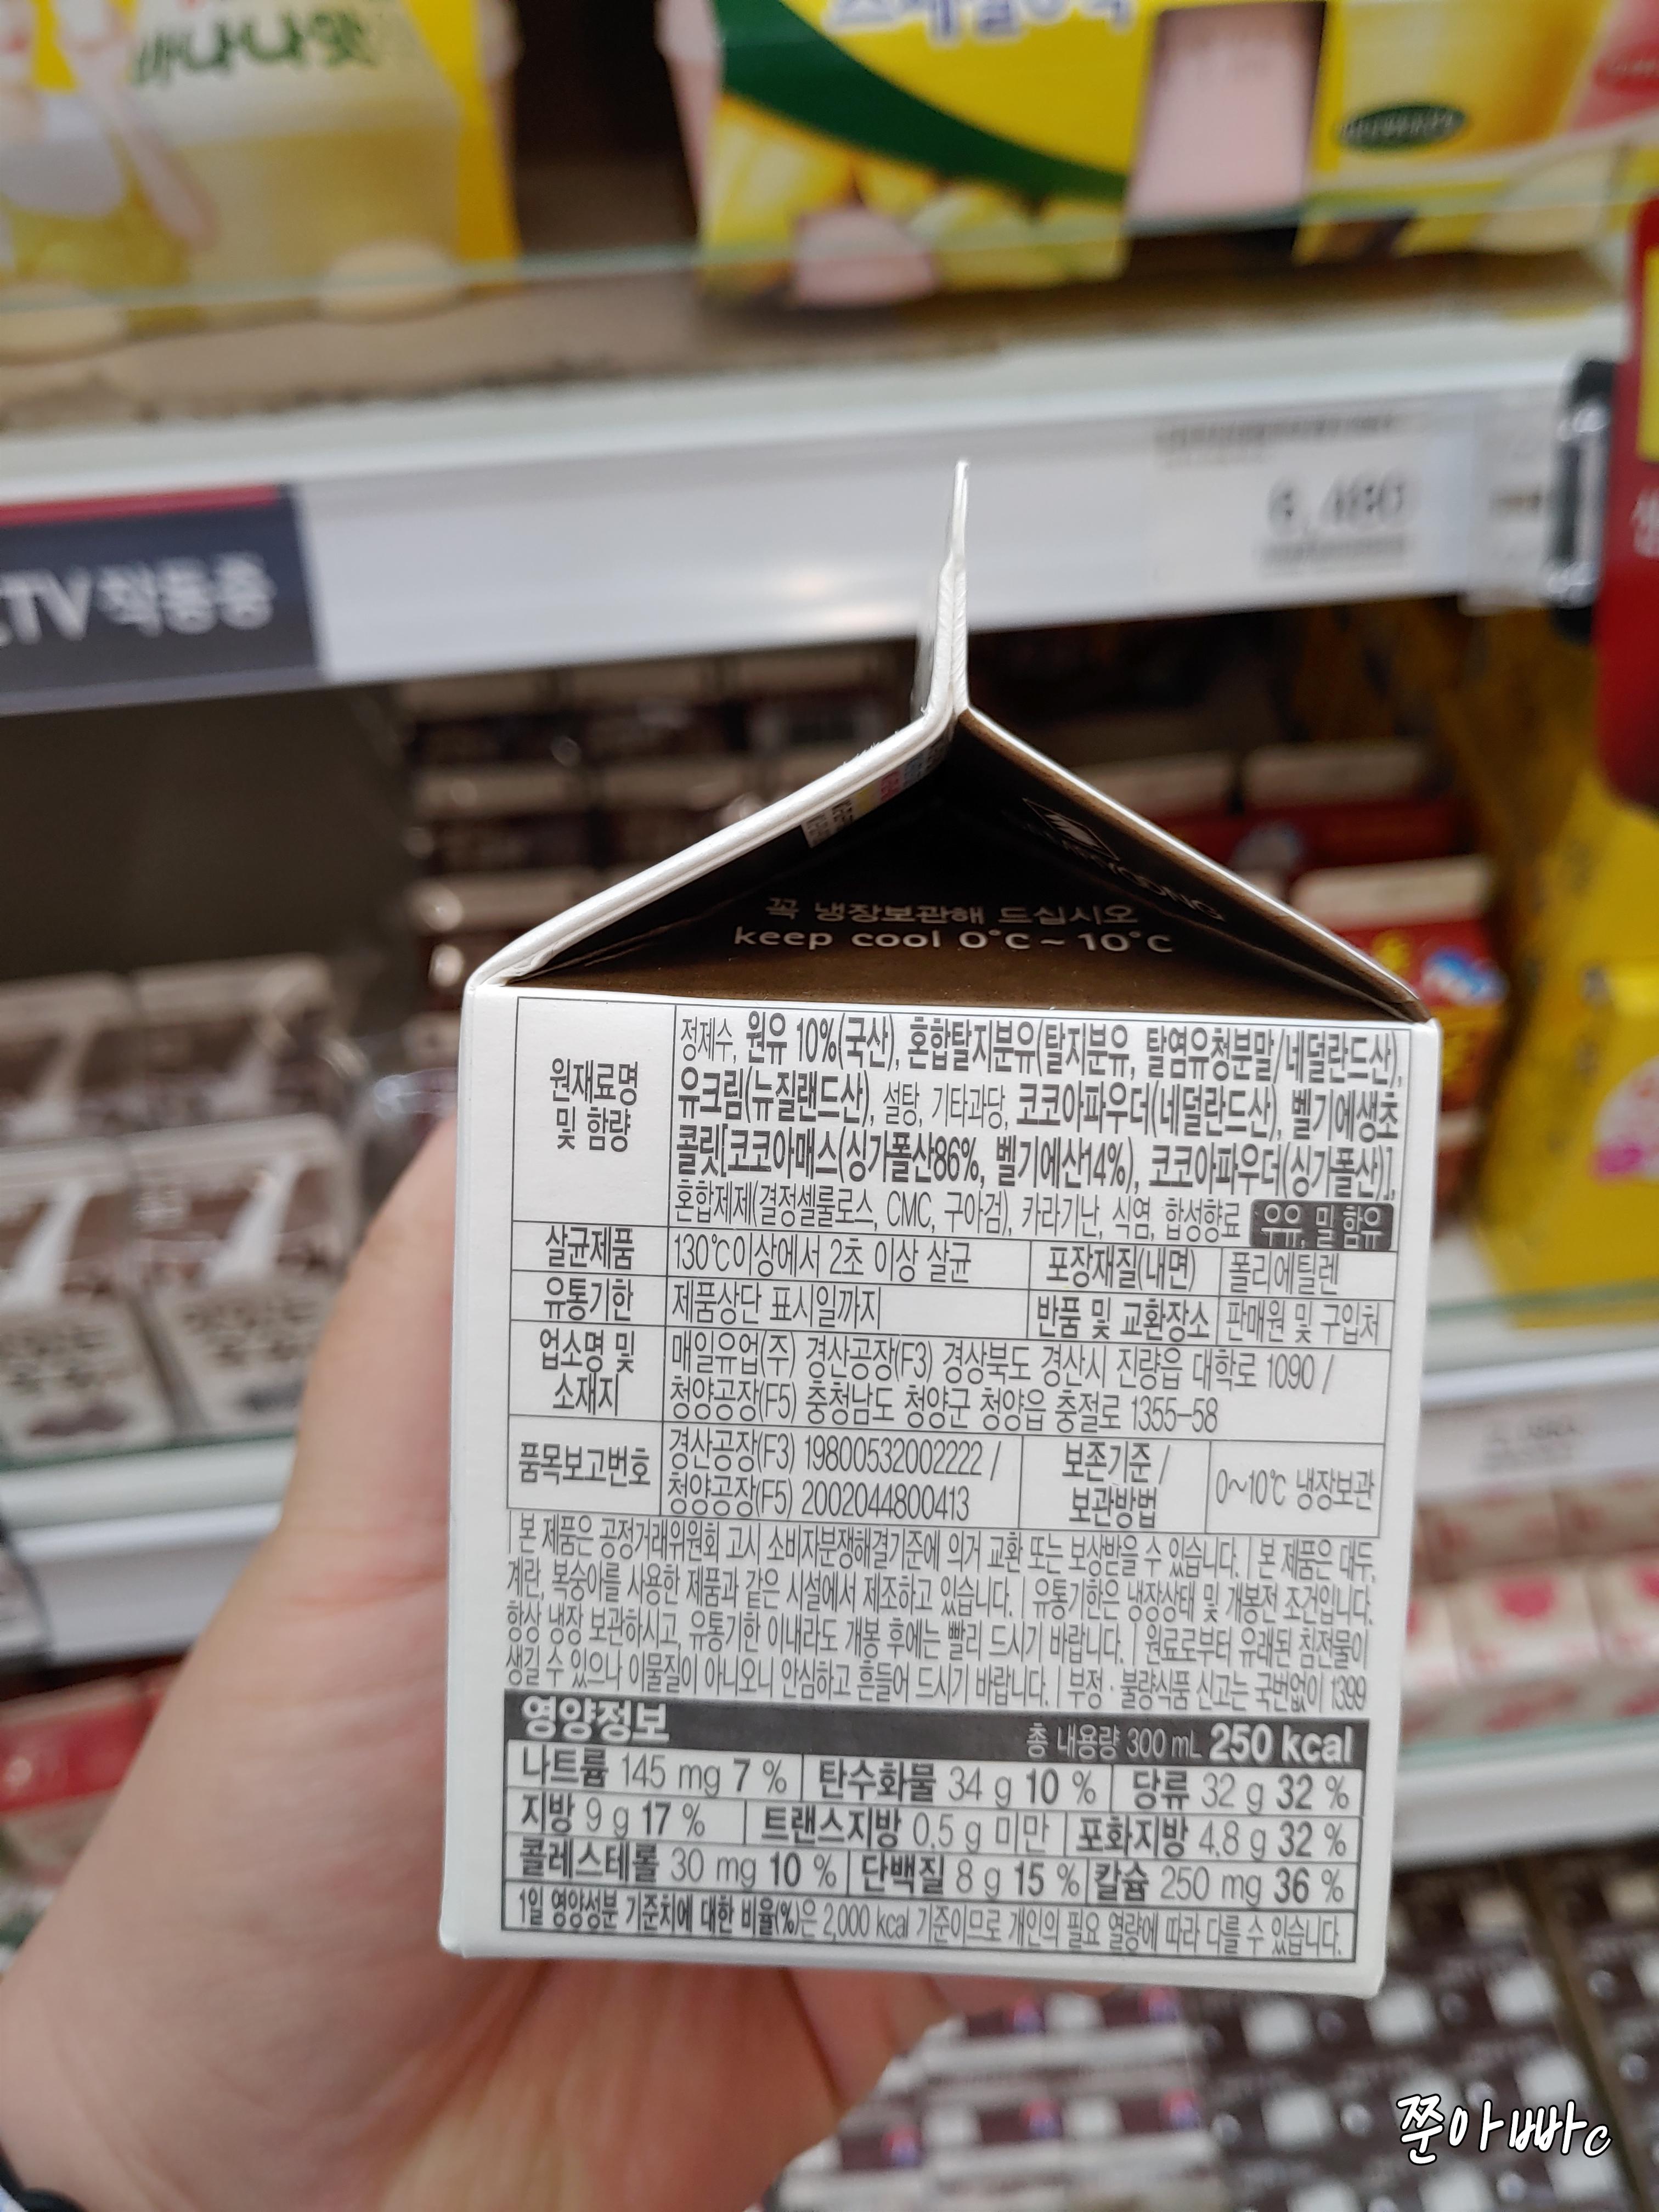 바나나맛
TV 작동중
6,480
꼭 냉장보관해 드십시오
keep cool 0°C ~ 10°C
원재료명 및 함량
정제수, 원유 10%(국산), 혼합탈지분유(탈지분유, 탈염유청분말/네덜란드산),
유크림(뉴질랜드산), 설탕, 기타과당, 코코아파우더(네덜란드산), 벨기에생초
콜릿[코코아매스(싱가폴산86%, 벨기에산14%), 코코아파우더(싱가폴산)],
혼합제제(결정셀룰로스, CMC, 구아검), 카라기난, 식염, 합성향료 우유, 밀 함유
살균제품 130℃이상에서 2초 이상 살균 포장재질(내면) 폴리에틸렌
유통기한 제품상단 표시일까지 반품 및 교환장소 판매원 및 구입처
업소명 및 소재지
매일유업(주) 경산공장(F3) 경상북도 경산시 진량읍 대학로 1090 /
청양공장(F5) 충청남도 청양군 청양읍 충절로 1355-58
품목보고번호
경산공장(F3) 19800532002222 /
청양공장(F5) 2002044800413
보존기준 /
보관방법
0~10℃ 냉장보관
| 본 제품은 공정거래위원회 고시 소비자분쟁해결기준에 의거 교환 또는 보상받을 수 있습니다. | 본 제품은 대두,
계란, 복숭아를 사용한 제품과 같은 시설에서 제조하고 있습니다. | 유통기한은 냉장상태 및 개봉전 조건입니다.
항상 냉장 보관하시고, 유통기한 이내라도 개봉 후에는 빨리 드시기 바랍니다. | 원료로부터 유래된 침전물이
생길 수 있으나 이물질이 아니오니 안심하고 흔들어 드시기 바랍니다. | 부정 · 불량식품 신고는 국번없이 1399
영양정보 총 내용량 300 mL 250 kcal
나트륨 145 mg 7 % 탄수화물 34 g 10 % 당류 32 g 32 %
지방 9 g 17 % 트랜스지방 0.5 g 미만 포화지방 4.8 g 32 %
콜레스테롤 30 mg 10 % 단백질 8 g 15 % 칼슘 250 mg 36 %
1일 영양성분 기준치에 대한 비율(%)은 2,000 kcal 기준이므로 개인의 필요 열량에 따라 다를 수 있습니다.
쭌아빠c